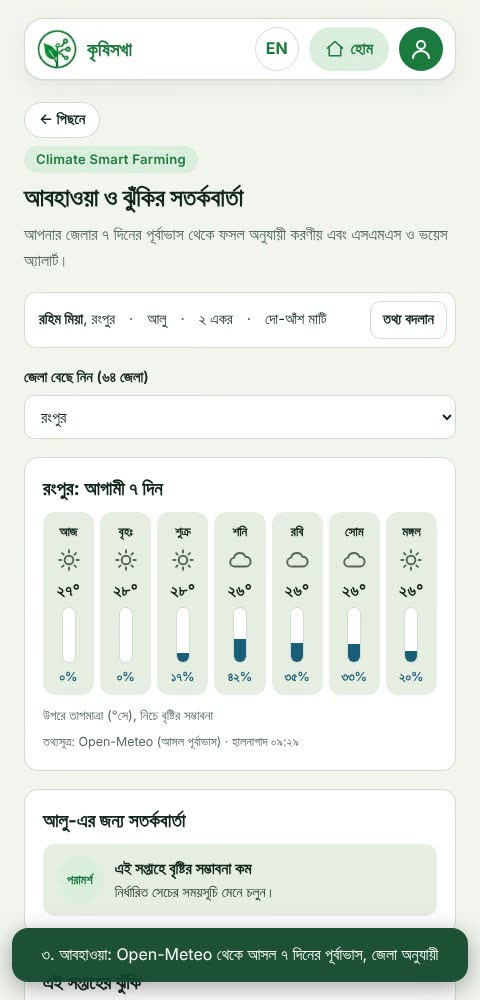 কৃষিসখা
EN
হোম
← পিছনে
Climate Smart Farming
আবহাওয়া ও ঝুঁকির সতর্কবার্তা
আপনার জেলার ৭ দিনের পূর্বাভাস থেকে ফসল অনুযায়ী করণীয় এবং এসএমএস ও ভয়েস
অ্যালার্ট।
রহিম মিয়া, রংপুর · আলু · ২ একর · দো-আঁশ মাটি
তথ্য বদলান
জেলা বেছে নিন (৬৪ জেলা)
রংপুর
রংপুর: আগামী ৭ দিন
আজ বৃহঃ শুক্র শনি রবি সোম মঙ্গল
২৭° ২৮° ২৮° ২৬° ২৬° ২৬° ২৬°
০% ০% ১৭% ৪২% ৩৫% ৩৩% ২০%
উপরে তাপমাত্রা (°সে), নিচে বৃষ্টির সম্ভাবনা
তথ্যসূত্র: Open-Meteo (আসল পূর্বাভাস) · হালনাগাদ ০৯:২৯
আলু-এর জন্য সতর্কবার্তা
পরামর্শ
এই সপ্তাহে বৃষ্টির সম্ভাবনা কম
নির্ধারিত সেচের সময়সূচি মেনে চলুন।
৩. আবহাওয়া: Open-Meteo থেকে আসল ৭ দিনের পূর্বাভাস, জেলা অনুযায়ী
এই সপ্তাহের ঝুঁকি